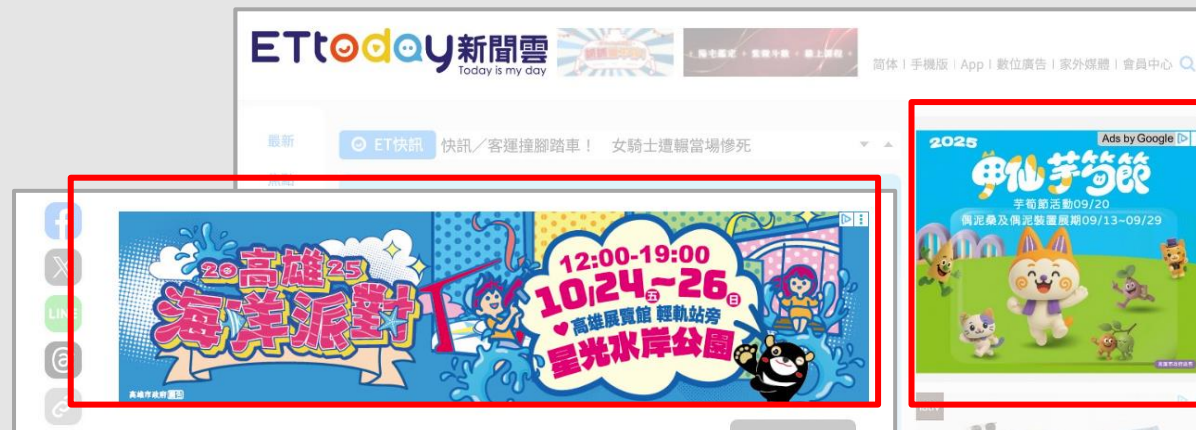 ETtoday新聞雲
Today is my day
简体 | 手機版 | App | 數位廣告 | 家外媒體 | 會員中心
最新
ET快訊
快訊／客運撞腳踏車！ 女騎士遭輾當場慘死
焦點
Ads by Google
2025
甲仙芋筍節
芋筍節活動09/20
偶泥桑及偶泥裝置展期09/13~09/29
LINE
2025
高雄
海洋派對
12:00-19:00
10/24五~26日
高雄展覽館 輕軌站旁
星光水岸公園
高雄市政府